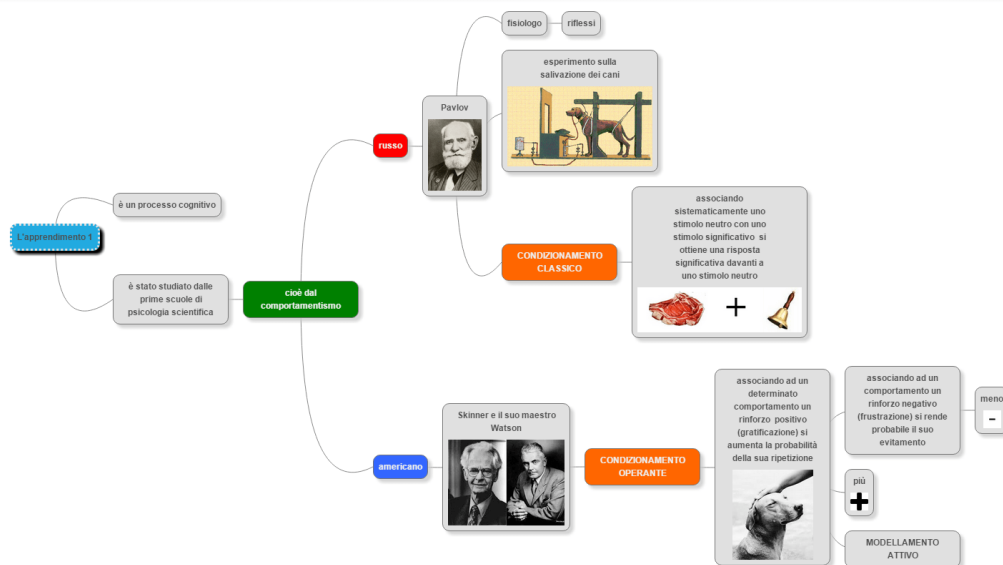 L'apprendimento 1
è un processo cognitivo
è stato studiato dalle
prime scuole di
psicologia scientifica
cioè dal
comportamentismo
russo
Pavlov
fisiologo
riflessi
esperimento sulla
salivazione dei cani
CONDIZIONAMENTO
CLASSICO
associando
sistematicamente uno
stimolo neutro con uno
stimolo significativo si
ottiene una risposta
significativa davanti a
uno stimolo neutro
+
americano
Skinner e il suo maestro
Watson
CONDIZIONAMENTO
OPERANTE
associando ad un
determinato
comportamento un
rinforzo positivo
(gratificazione) si
aumenta la probabilità
della sua ripetizione
associando ad un
comportamento un
rinforzo negativo
(frustrazione) si rende
probabile il suo
evitamento
meno
-
più
+
MODELLAMENTO
ATTIVO